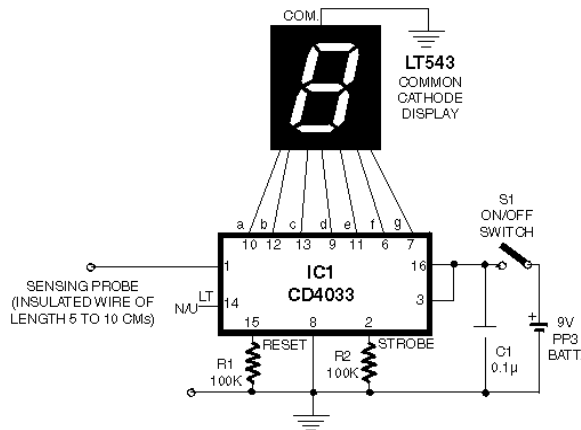 COM.
LT543
COMMON
CATHODE
DISPLAY
a b c d e f g
10 12 13 9 11 6 7
S1
ON/OFF
SWITCH
1
IC1
16
SENSING PROBE
(INSULATED WIRE OF
LENGTH 5 TO 10 CMs)
LT
N/U
14
CD4033
3
15
8
2
RESET
STROBE
R1
100K
R2
100K
C1
0.1µ
+
9V
PP3
BATT.